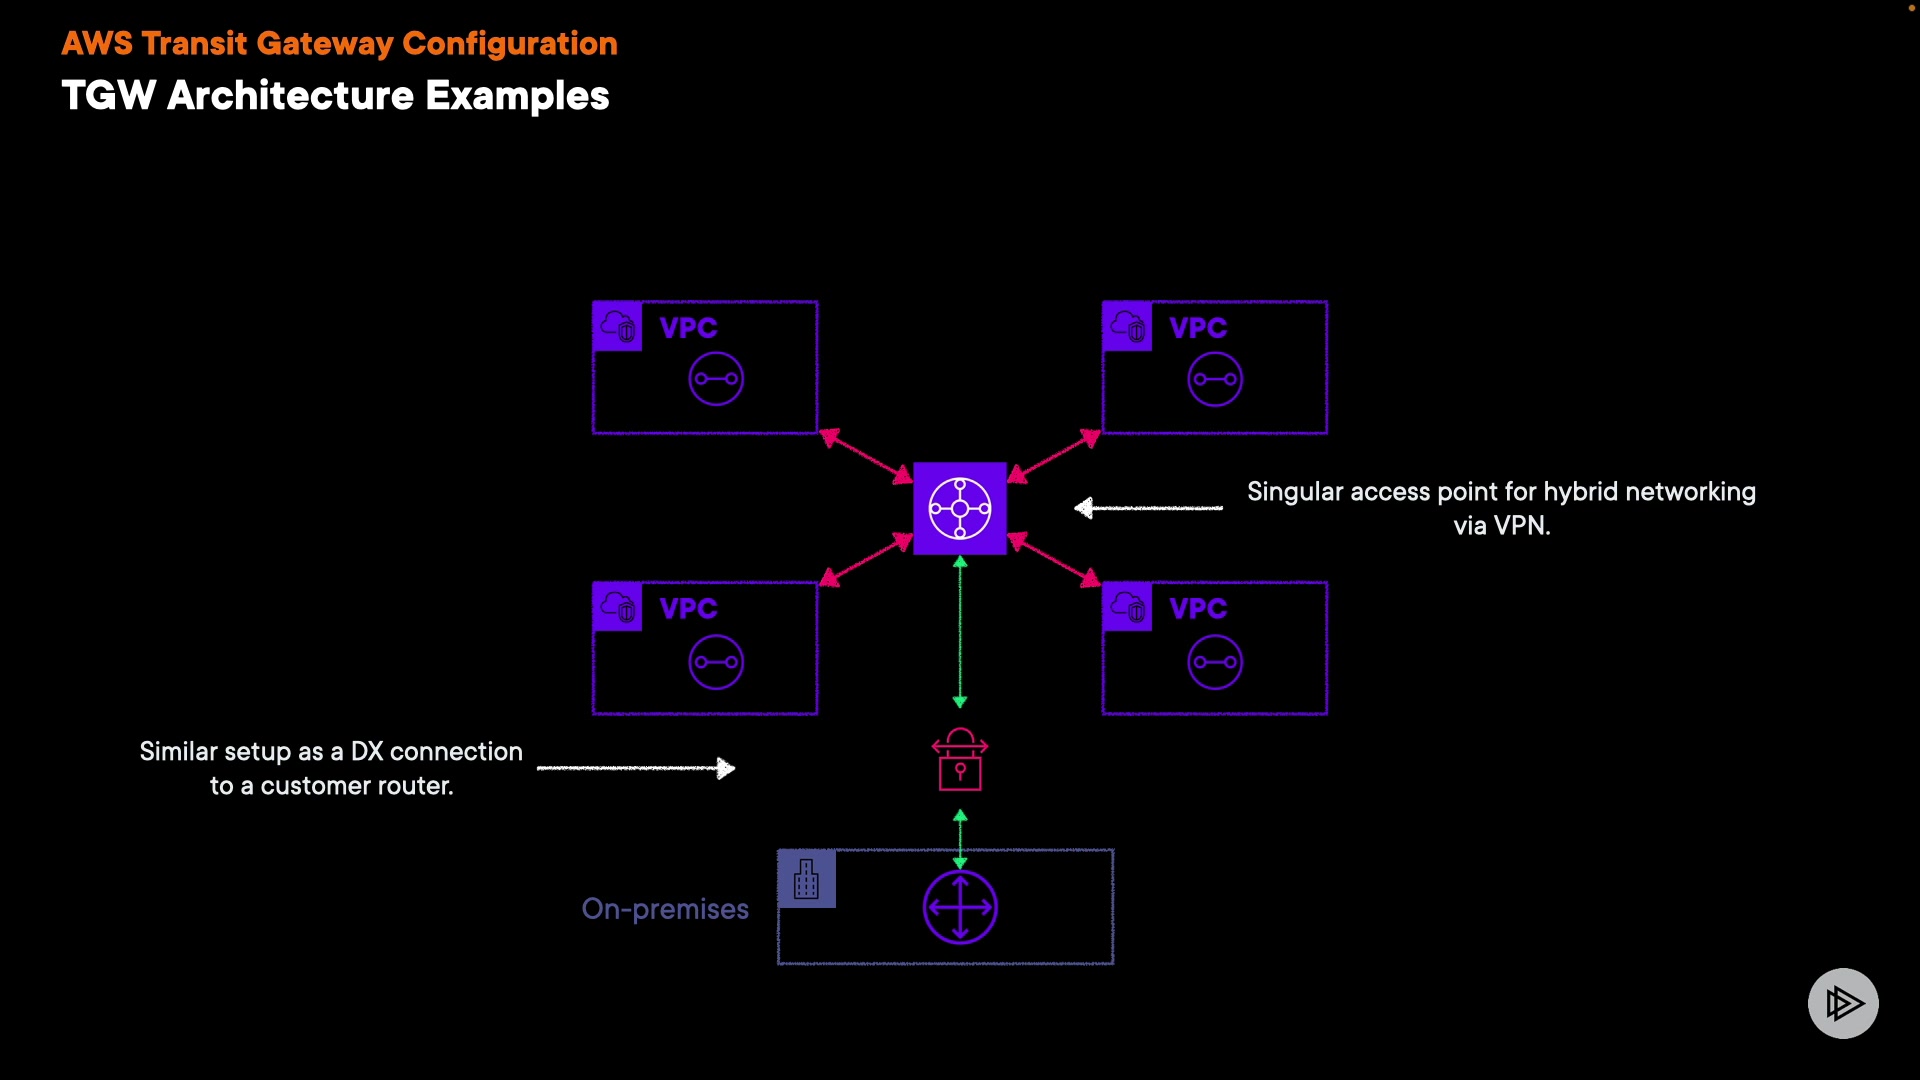 AWS Transit Gateway Configuration
TGW Architecture Examples
VPC
VPC
Singular access point for hybrid networking
via VPN.
VPC
VPC
Similar setup as a DX connection
to a customer router.
On-premises